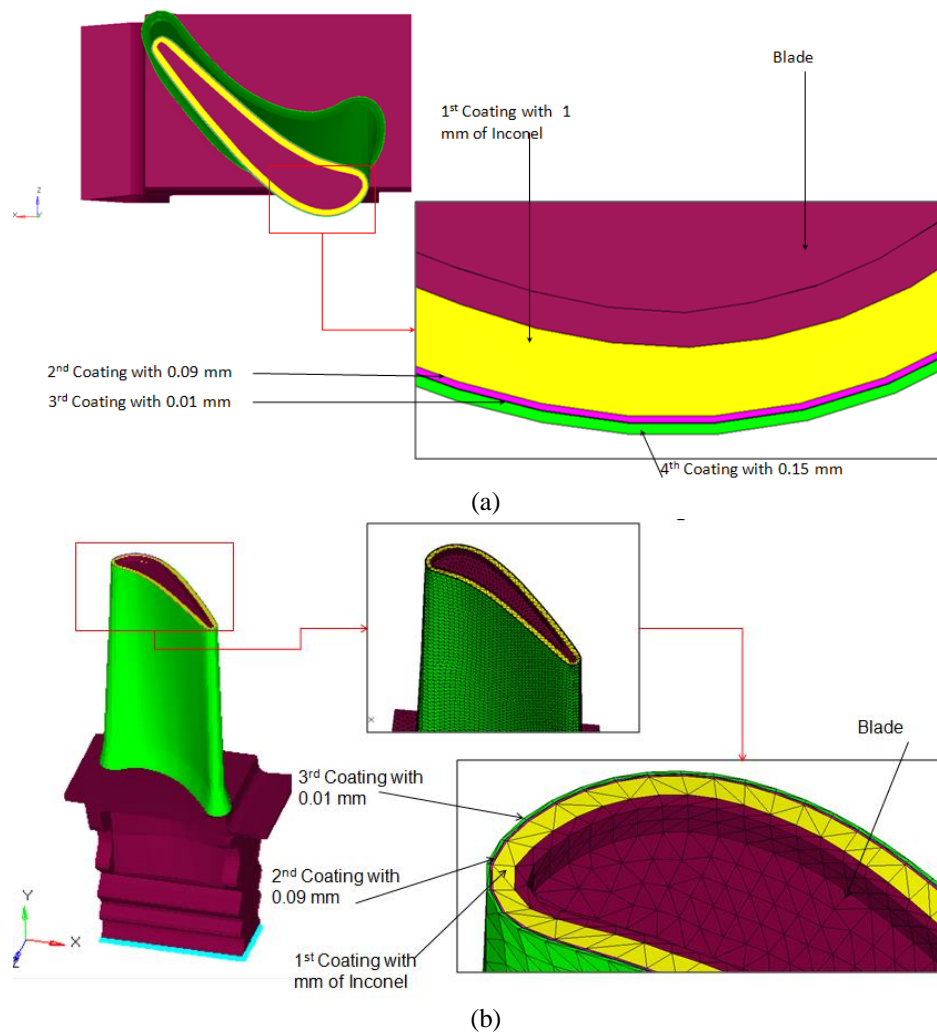 Blade
1st Coating with 1
mm of Inconel
z
x
Y
2nd Coating with 0.09 mm
3rd Coating with 0.01 mm
4th Coating with 0.15 mm
(a)
x
Blade
3rd Coating with
0.01 mm
2nd Coating with
0.09 mm
1st Coating with
mm of Inconel
Y
X
Z
(b)